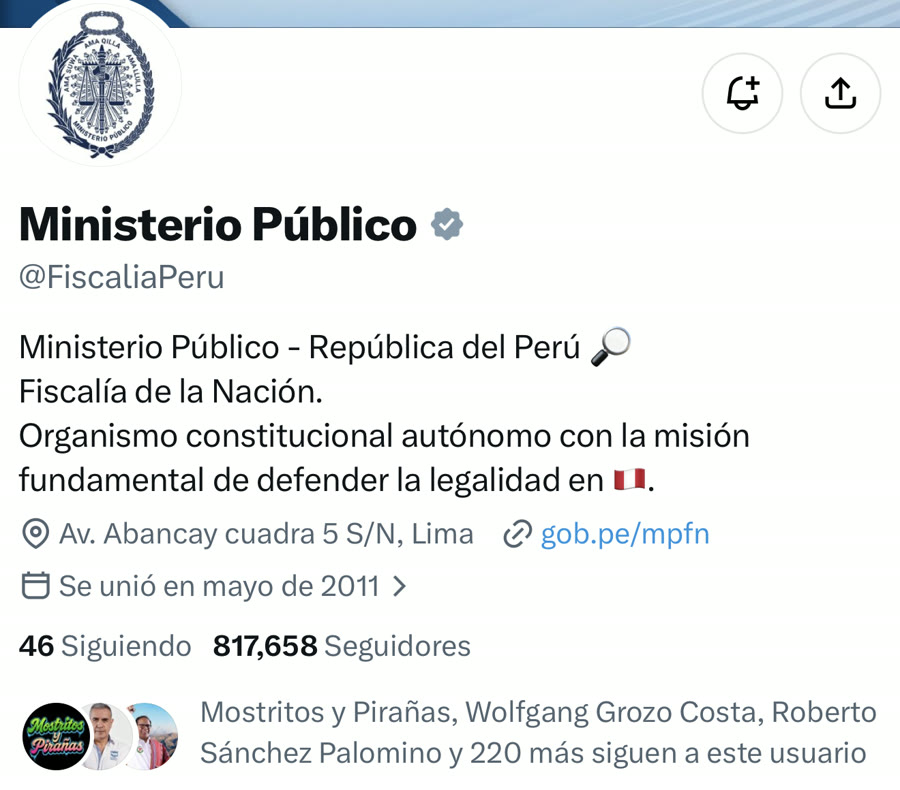 AMA SUWA AMA QILLA AMA LLULLA
MINISTERIO PÚBLICO
Ministerio Público
@FiscaliaPeru
Ministerio Público - República del Perú 🔎
Fiscalía de la Nación.
Organismo constitucional autónomo con la misión
fundamental de defender la legalidad en 🇵🇪.
Av. Abancay cuadra 5 S/N, Lima gob.pe/mpfn
Se unió en mayo de 2011
46 Siguiendo 817,658 Seguidores
Mostritos
y
Pirañas
Mostritos y Pirañas, Wolfgang Grozo Costa, Roberto
Sánchez Palomino y 220 más siguen a este usuario